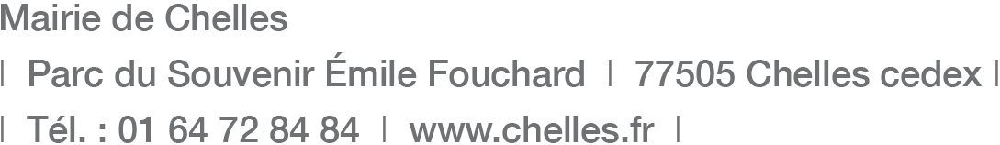 Mairie de Chelles
| Parc du Souvenir Émile Fouchard | 77505 Chelles cedex |
| Tél. : 01 64 72 84 84 | www.chelles.fr |